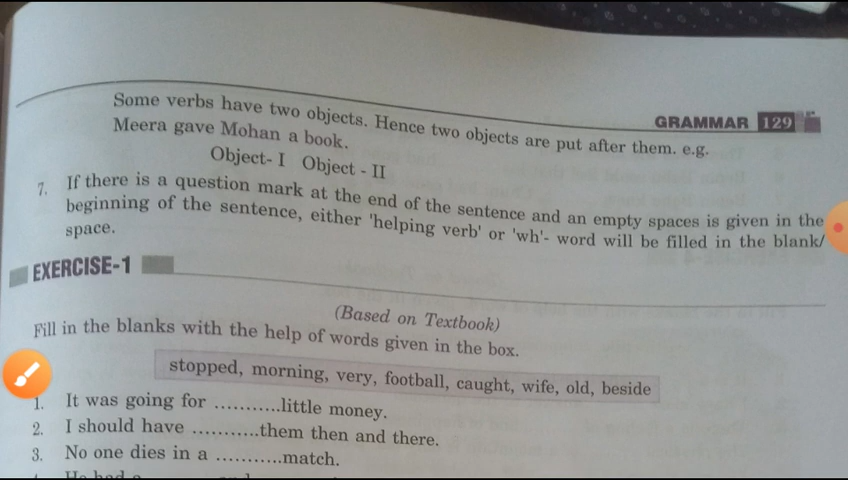 GRAMMAR 129
Some verbs have two objects. Hence two objects are put after them. e.g.
Meera gave Mohan a book.
Object- I Object - II
7. If there is a question mark at the end of the sentence and an empty spaces is given in the
beginning of the sentence, either 'helping verb' or 'wh'- word will be filled in the blank/
space.
EXERCISE-1
(Based on Textbook)
Fill in the blanks with the help of words given in the box.
stopped, morning, very, football, caught, wife, old, beside
1. It was going for ...........little money.
2. I should have ...........them then and there.
3. No one dies in a ...........match.
He had a